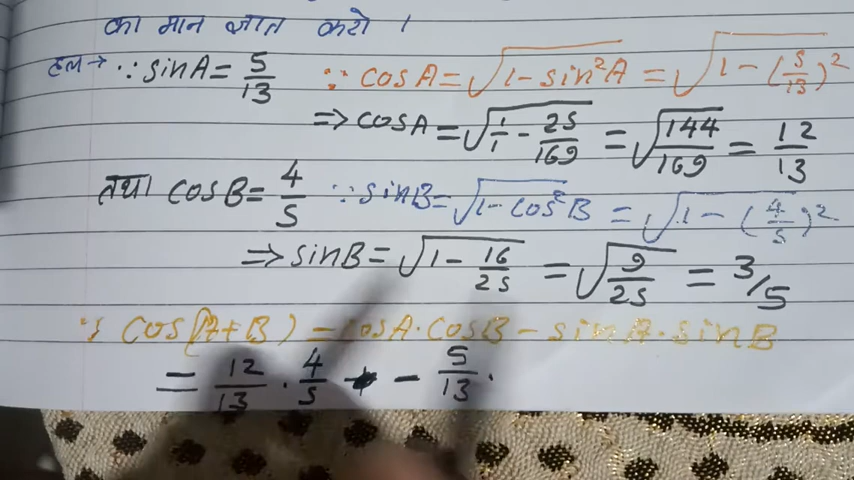 का मान ज्ञात करो ।
हल→ ∵ sinA = 5/13 ∵ cosA = √(1-sin²A) = √(1-(5/13)²)
⇒ cosA = √(1/1 - 25/169) = √(144/169) = 12/13
तथा cosB = 4/5 ∵ sinB = √(1-cos²B) = √(1-(4/5)²)
⇒ sinB = √(1 - 16/25) = √(9/25) = 3/5
∵ cos(A+B) = cosA·cosB - sinA·sinB
= 12/13 · 4/5 - 5/13 ·